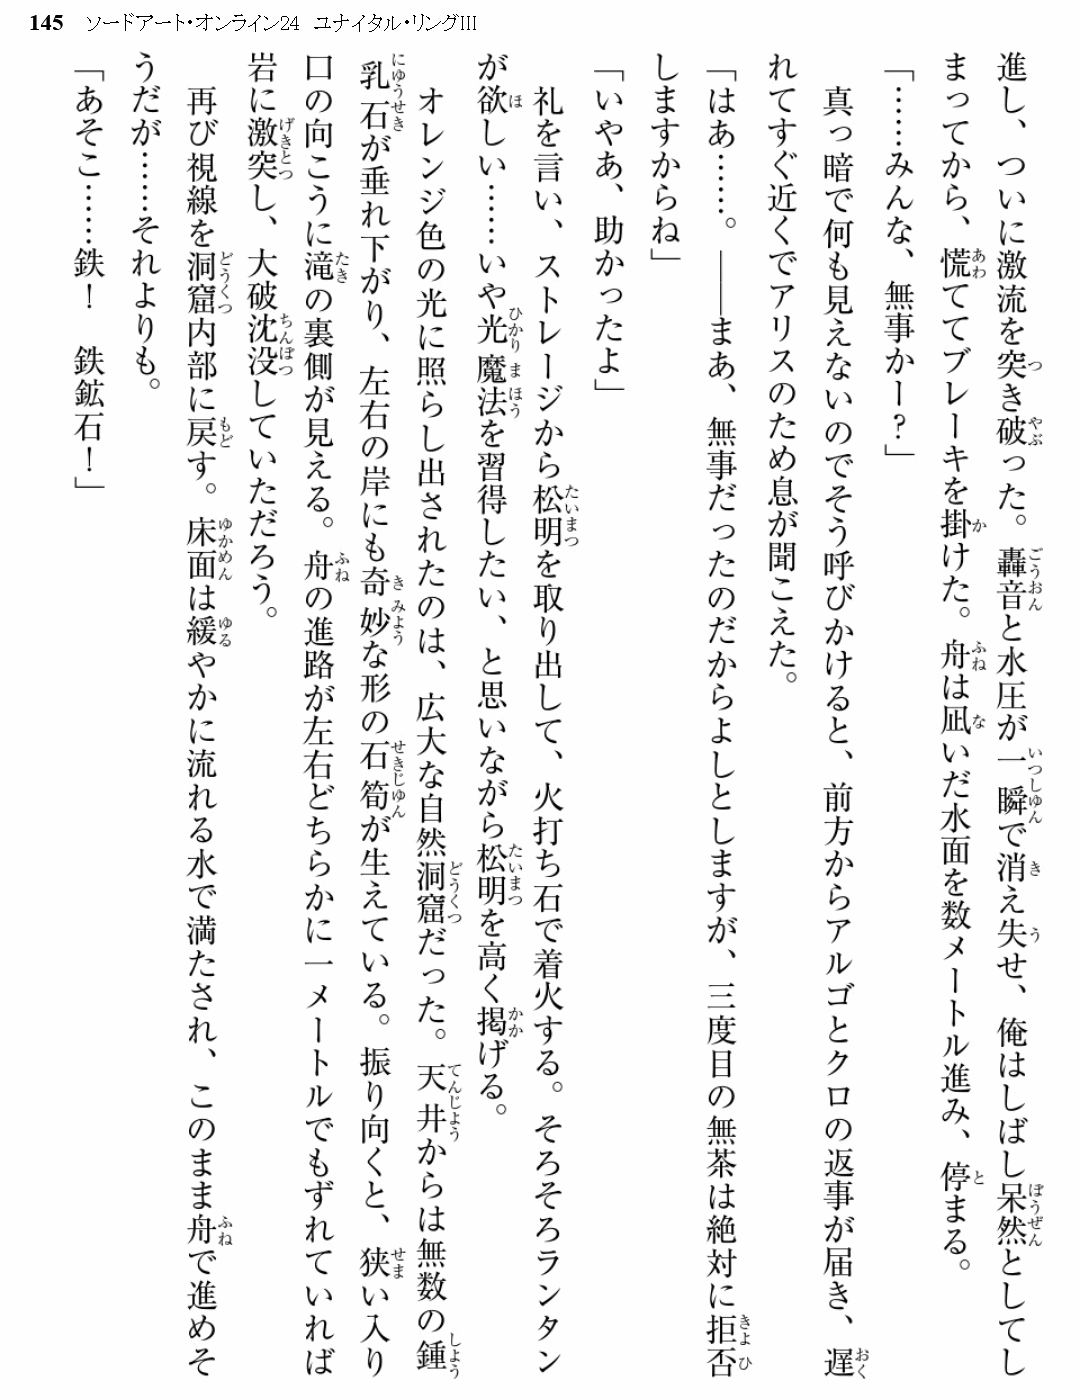 145 ソードアート・オンライン24 ユナイタル・リングIII
進し、ついに激流を突き破った。轟音と水圧が一瞬で消え失せ、俺はしばし呆然としてし
まってから、慌ててブレーキを掛けた。舟は凪いだ水面を数メートル進み、停まる。
「……みんな、無事かー?」
真っ暗で何も見えないのでそう呼びかけると、前方からアルゴとクロの返事が届き、遅
れてすぐ近くでアリスのため息が聞こえた。
「はあ……。――まあ、無事だったのだからよしとしますが、三度目の無茶は絶対に拒否
しますからね」
「いやあ、助かったよ」
礼を言い、ストレージから松明を取り出して、火打ち石で着火する。そろそろランタン
が欲しい……いや光魔法を習得したい、と思いながら松明を高く掲げる。
オレンジ色の光に照らし出されたのは、広大な自然洞窟だった。天井からは無数の鍾
乳石が垂れ下がり、左右の岸にも奇妙な形の石筍が生えている。振り向くと、狭い入り
口の向こうに滝の裏側が見える。舟の進路が左右どちらかに一メートルでもずれていれば
岩に激突し、大破沈没していただろう。
再び視線を洞窟内部に戻す。床面は緩やかに流れる水で満たされ、このまま舟で進めそ
うだが……それよりも。
「あそこ……鉄! 鉄鉱石!」